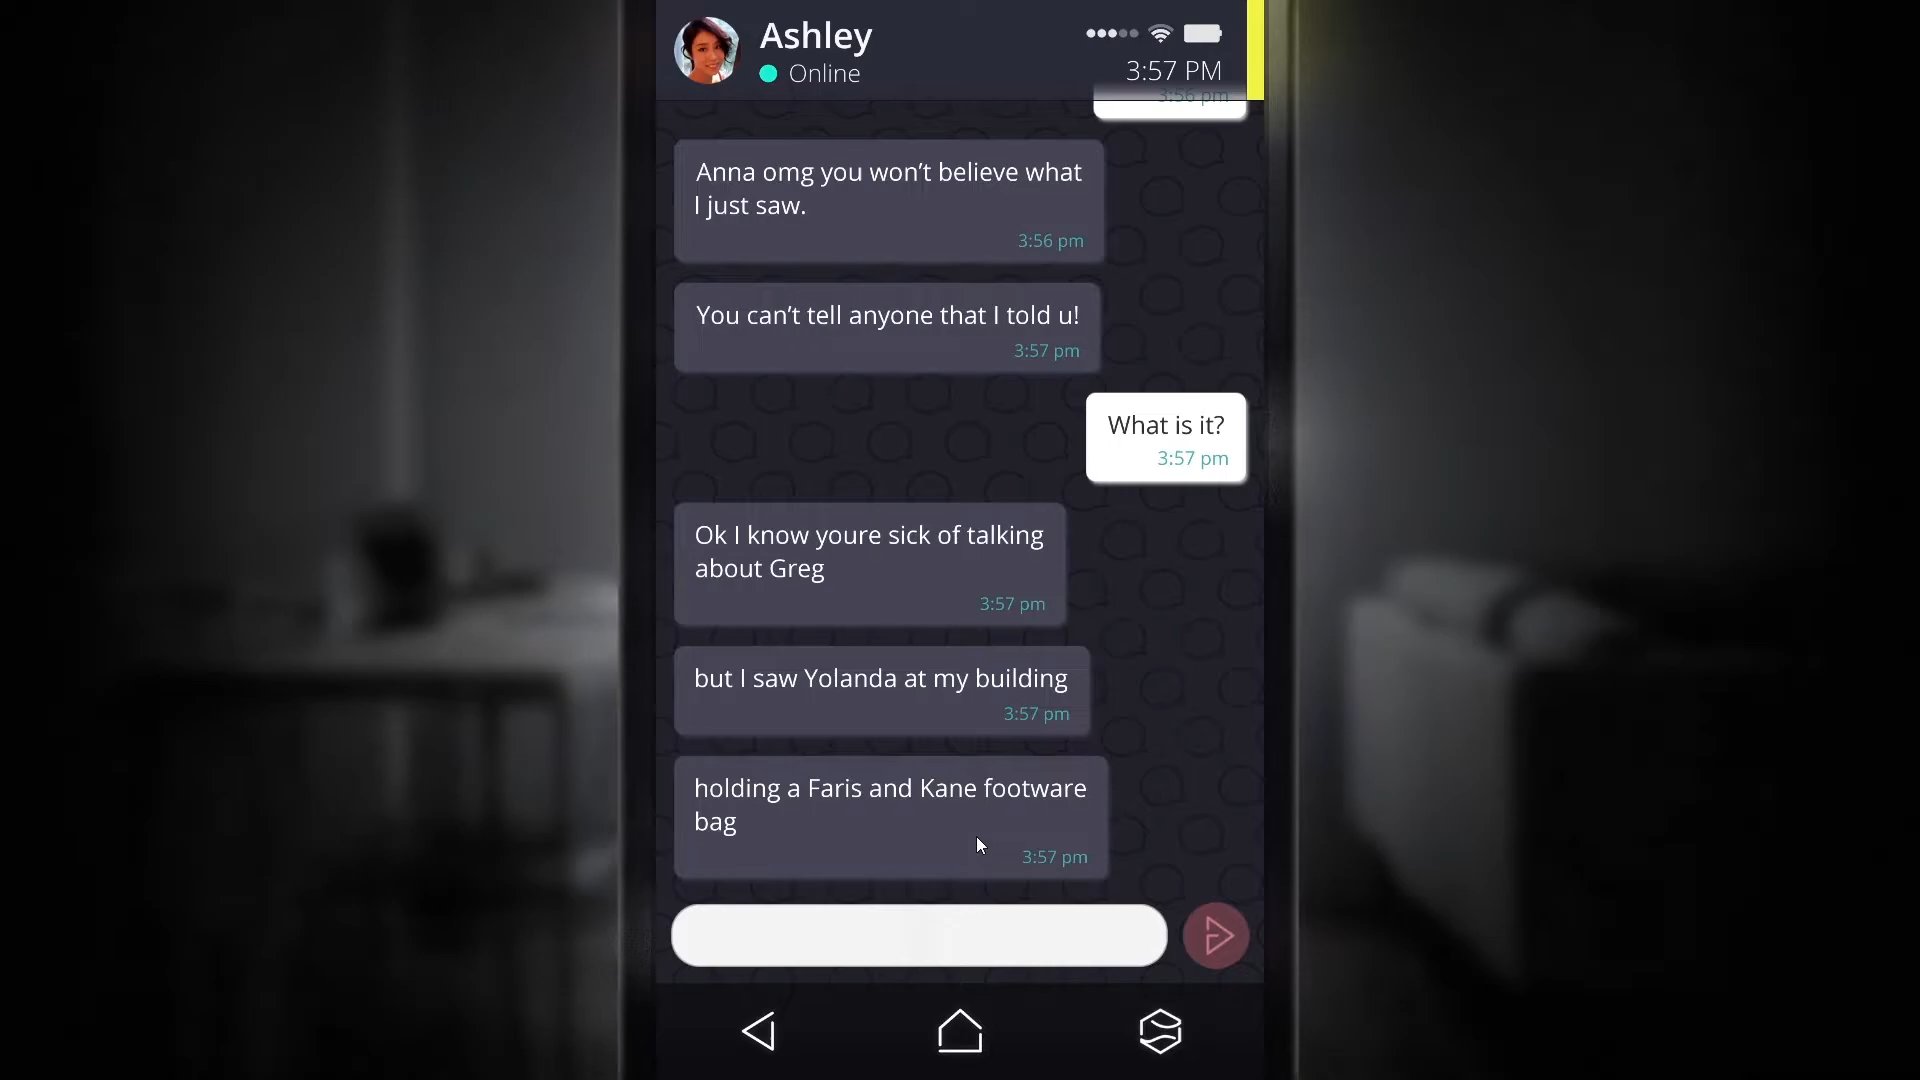 Ashley
Online
3:57 PM
3:56 pm
Anna omg you won't believe what
I just saw.
3:56 pm
You can't tell anyone that I told u!
3:57 pm
What is it?
3:57 pm
Ok I know youre sick of talking
about Greg
3:57 pm
but I saw Yolanda at my building
3:57 pm
holding a Faris and Kane footware
bag
3:57 pm